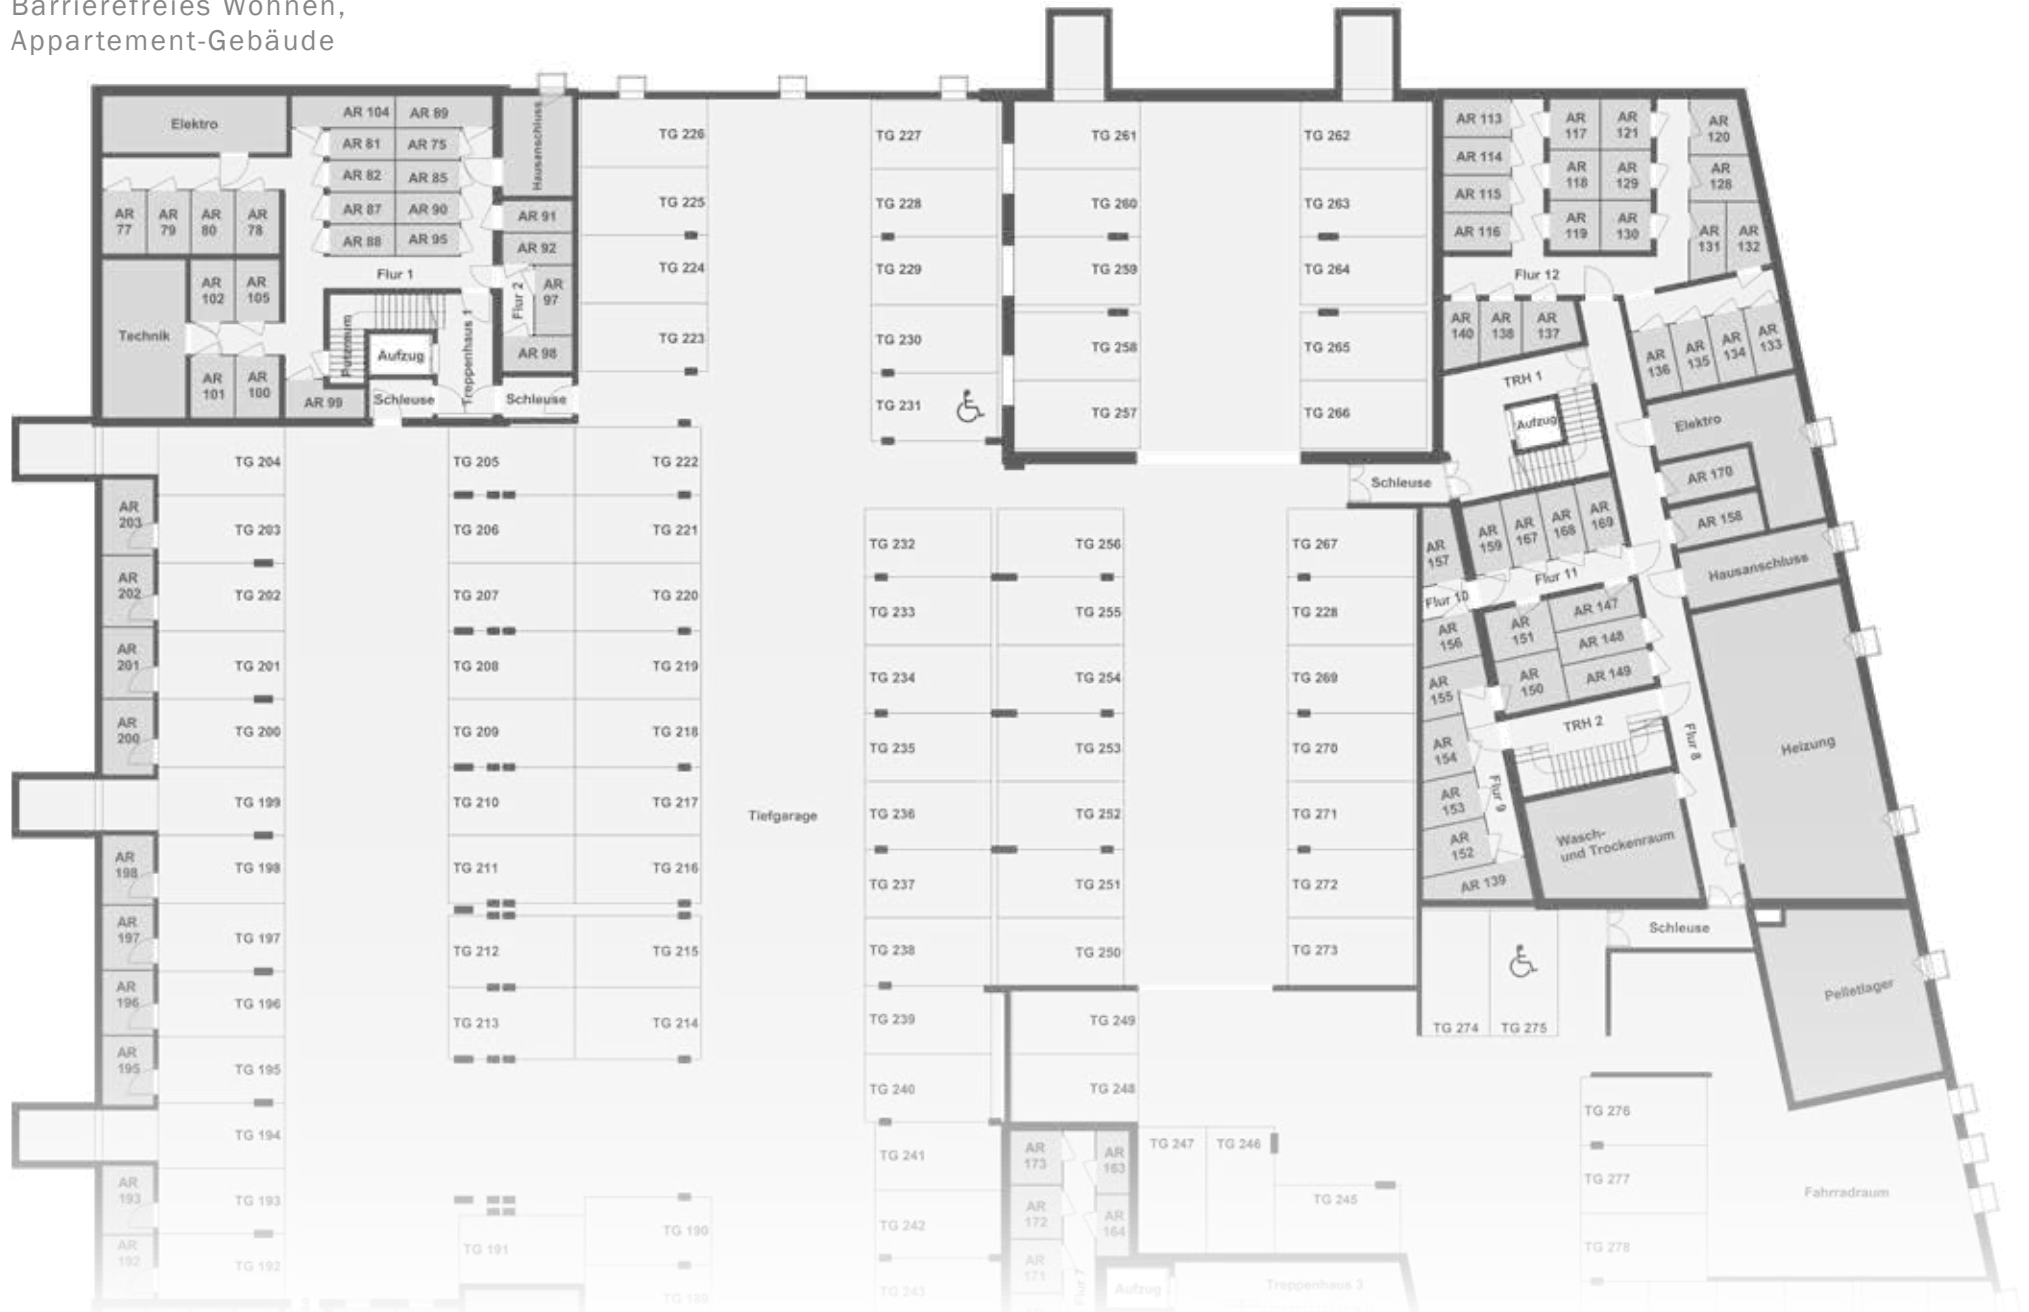 Barrierefreies Wohnen,
Appartement-Gebäude
Elektro
AR 104
AR 89
AR 81
AR 75
AR 82
AR 85
AR 87
AR 90
AR 88
AR 95
Hausanschluss
AR 91
AR 92
AR
97
AR 98
Flur 2
AR
77
AR
79
AR
80
AR
78
Flur 1
Technik
AR
102
AR
105
AR
101
AR
100
AR 99
Putzraum
Aufzug
Treppenhaus 1
Schleuse
Schleuse
TG 226
TG 225
TG 224
TG 223
TG 227
TG 228
TG 229
TG 230
TG 231
TG 261
TG 260
TG 259
TG 258
TG 257
TG 262
TG 263
TG 264
TG 265
TG 266
AR 113
AR 114
AR 115
AR 116
AR
117
AR
121
AR
118
AR
129
AR
119
AR
130
AR
120
AR
128
AR
131
AR
132
Flur 12
AR
140
AR
138
AR
137
AR
136
AR
135
AR
134
AR
133
TRH 1
Aufzug
Elektro
AR 170
AR 158
Hausanschluss
Schleuse
AR
157
AR
159
AR
167
AR
168
AR
169
Flur 11
Flur 10
AR
156
AR
151
AR 147
AR 148
AR 149
AR
150
AR
155
AR
154
AR
153
AR
152
AR 139
TRH 2
Flur 8
Flur 9
Heizung
Wasch-
und Trockenraum
Schleuse
Pelletlager
Fahrradraum
TG 204
TG 203
TG 202
TG 201
TG 200
TG 199
TG 198
TG 197
TG 196
TG 195
TG 194
TG 193
TG 192
AR
203
AR
202
AR
201
AR
200
AR
198
AR
197
AR
196
AR
195
AR
193
AR
192
TG 205
TG 206
TG 207
TG 208
TG 209
TG 210
TG 211
TG 212
TG 213
TG 191
TG 222
TG 221
TG 220
TG 219
TG 218
TG 217
TG 216
TG 215
TG 214
TG 190
TG 189
Tiefgarage
TG 232
TG 233
TG 234
TG 235
TG 236
TG 237
TG 238
TG 239
TG 240
TG 241
TG 242
TG 243
TG 256
TG 255
TG 254
TG 253
TG 252
TG 251
TG 250
TG 249
TG 248
TG 247
TG 246
TG 245
TG 267
TG 228
TG 269
TG 270
TG 271
TG 272
TG 273
TG 274
TG 275
TG 276
TG 277
TG 278
AR
173
AR
163
AR
172
AR
164
AR
171
Flur 7
Aufzug
Treppenhaus 3